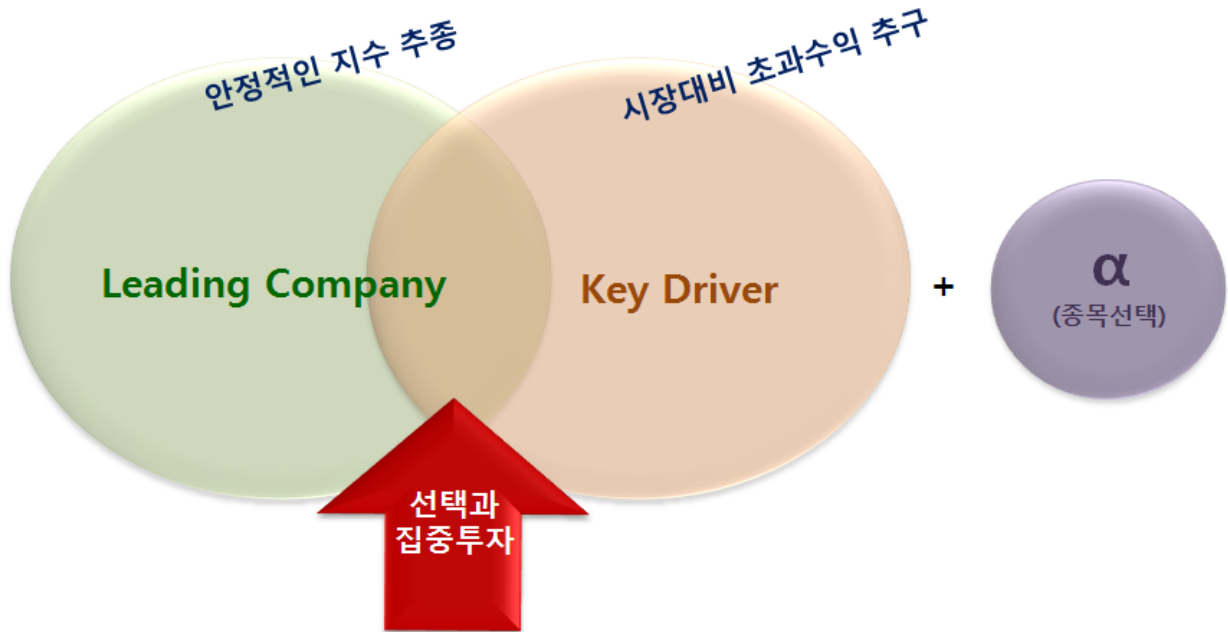 안정적인 지수 추종
시장대비 초과수익 추구
Leading Company
Key Driver
+
α
(종목선택)
선택과
집중투자